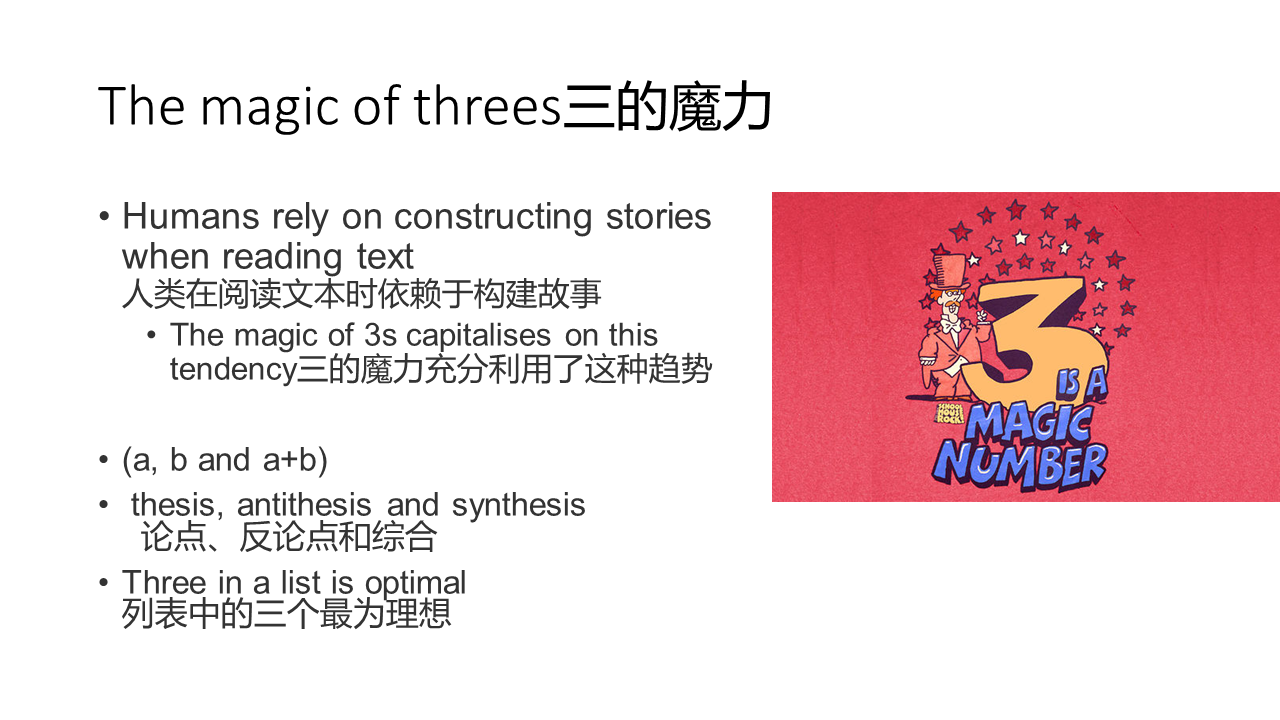 The magic of threes三的魔力
• Humans rely on constructing stories
when reading text
人类在阅读文本时依赖于构建故事
• The magic of 3s capitalises on this
tendency三的魔力充分利用了这种趋势
• (a, b and a+b)
• thesis, antithesis and synthesis
论点、反论点和综合
• Three in a list is optimal
列表中的三个最为理想
3
IS A
MAGIC
NUMBER
SCHOOL
HOUSE
ROCK!